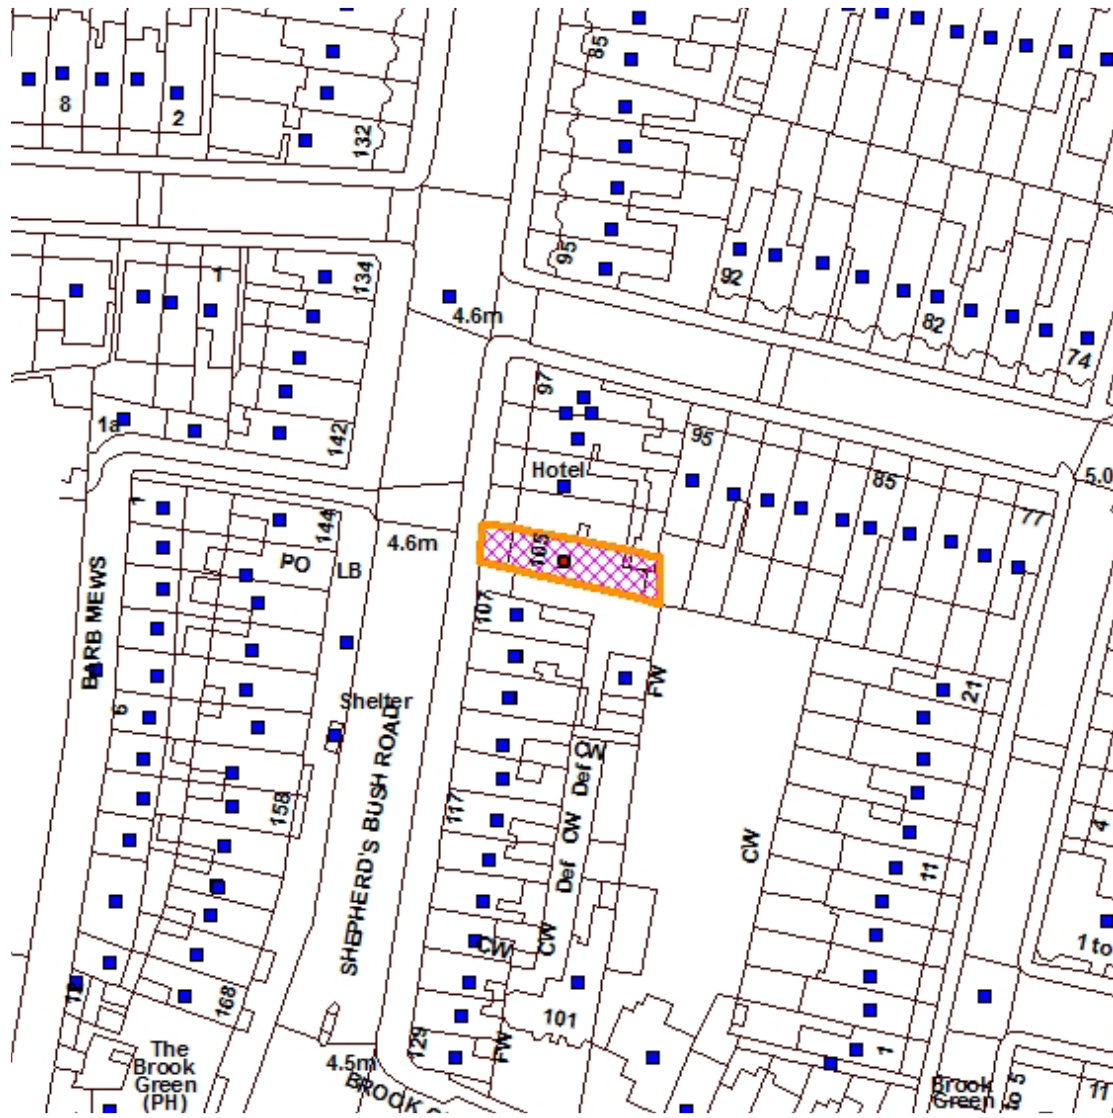 85
8
2
132
95
92
1
134
4.6m
82
74
97
1a
142
95
Hotel
85
5.0
77
1
144
4.6m
105
PO
LB
107
BARB MEWS
FW
21
6
Shelter
SHEPHERD'S BUSH ROAD
CW
Def
117
158
CW
CW
4
Def
11
CW
CW
1 to
168
101
129
FW
1
The
Brook
Green
(PH)
4.5m
BROOK
Brook
Green
5
11